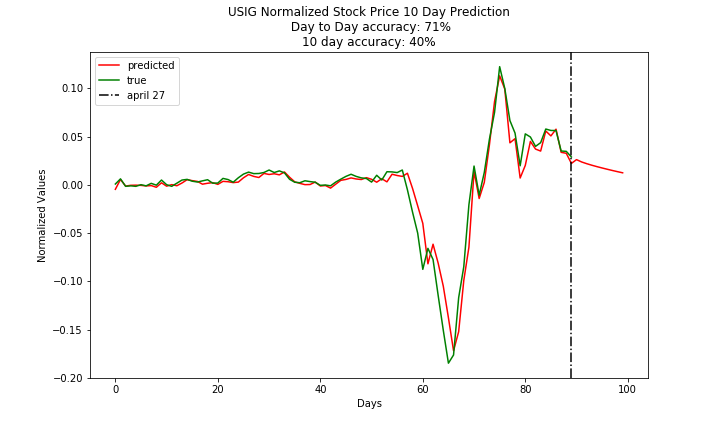 USIG Normalized Stock Price 10 Day Prediction
Day to Day accuracy: 71%
10 day accuracy: 40%
predicted
true
april 27
0.10
0.05
0.00
−0.05
−0.10
−0.15
−0.20
Normalized Values
0 20 40 60 80 100
Days